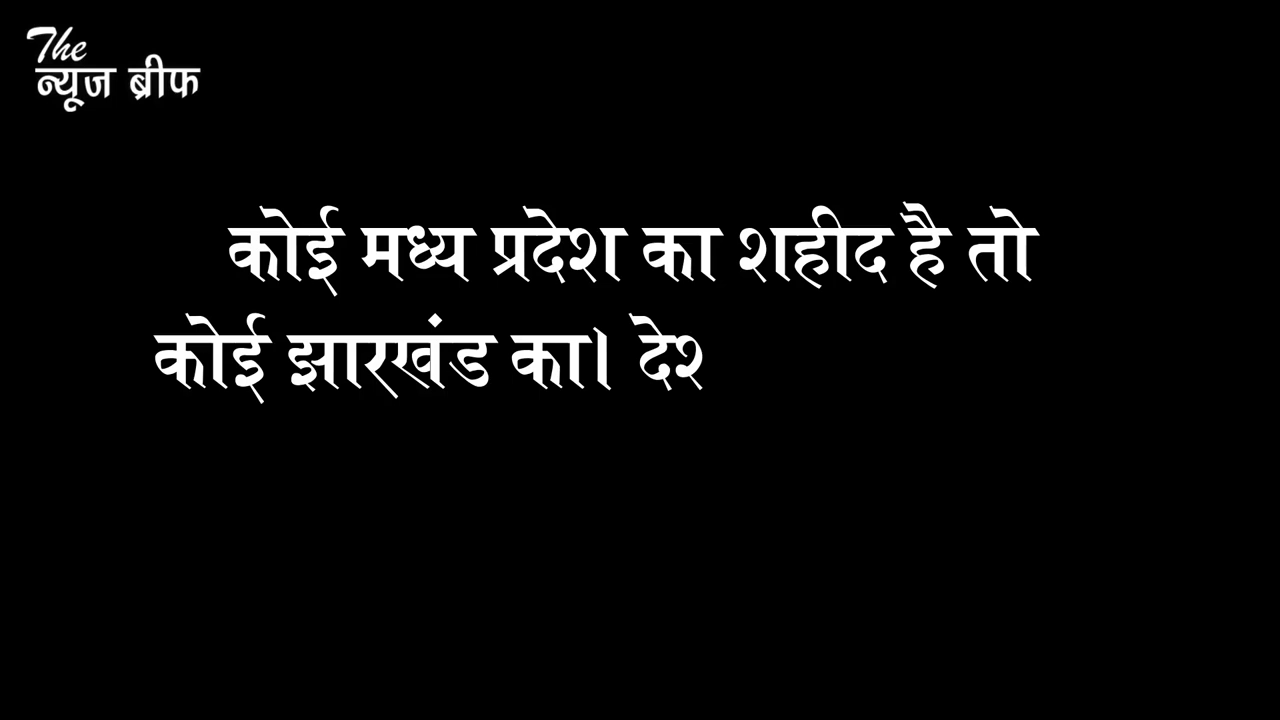 The
न्यूज ब्रीफ
कोई मध्य प्रदेश का शहीद है तो
कोई झारखंड का।